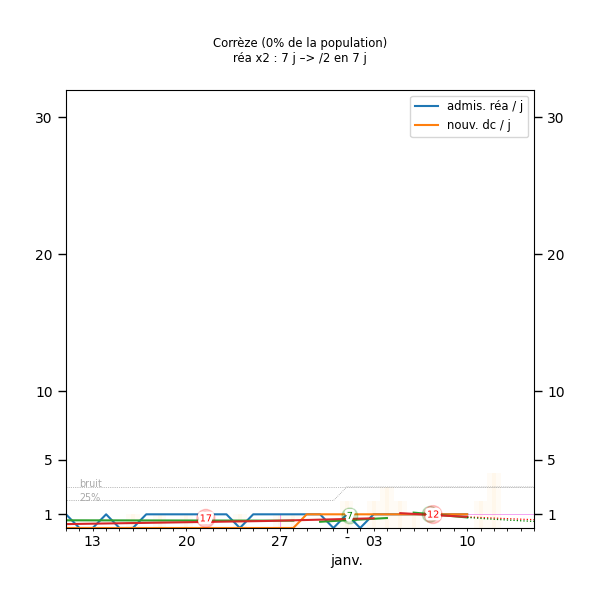 Corrèze (0% de la population)
réa x2 : 7 j –> /2 en 7 j
admis. réa / j
nouv. dc / j
30 30
20 20
10 10
5 5
bruit
25%
1 17 7 12 1
13 20 27 - 03 10
janv.